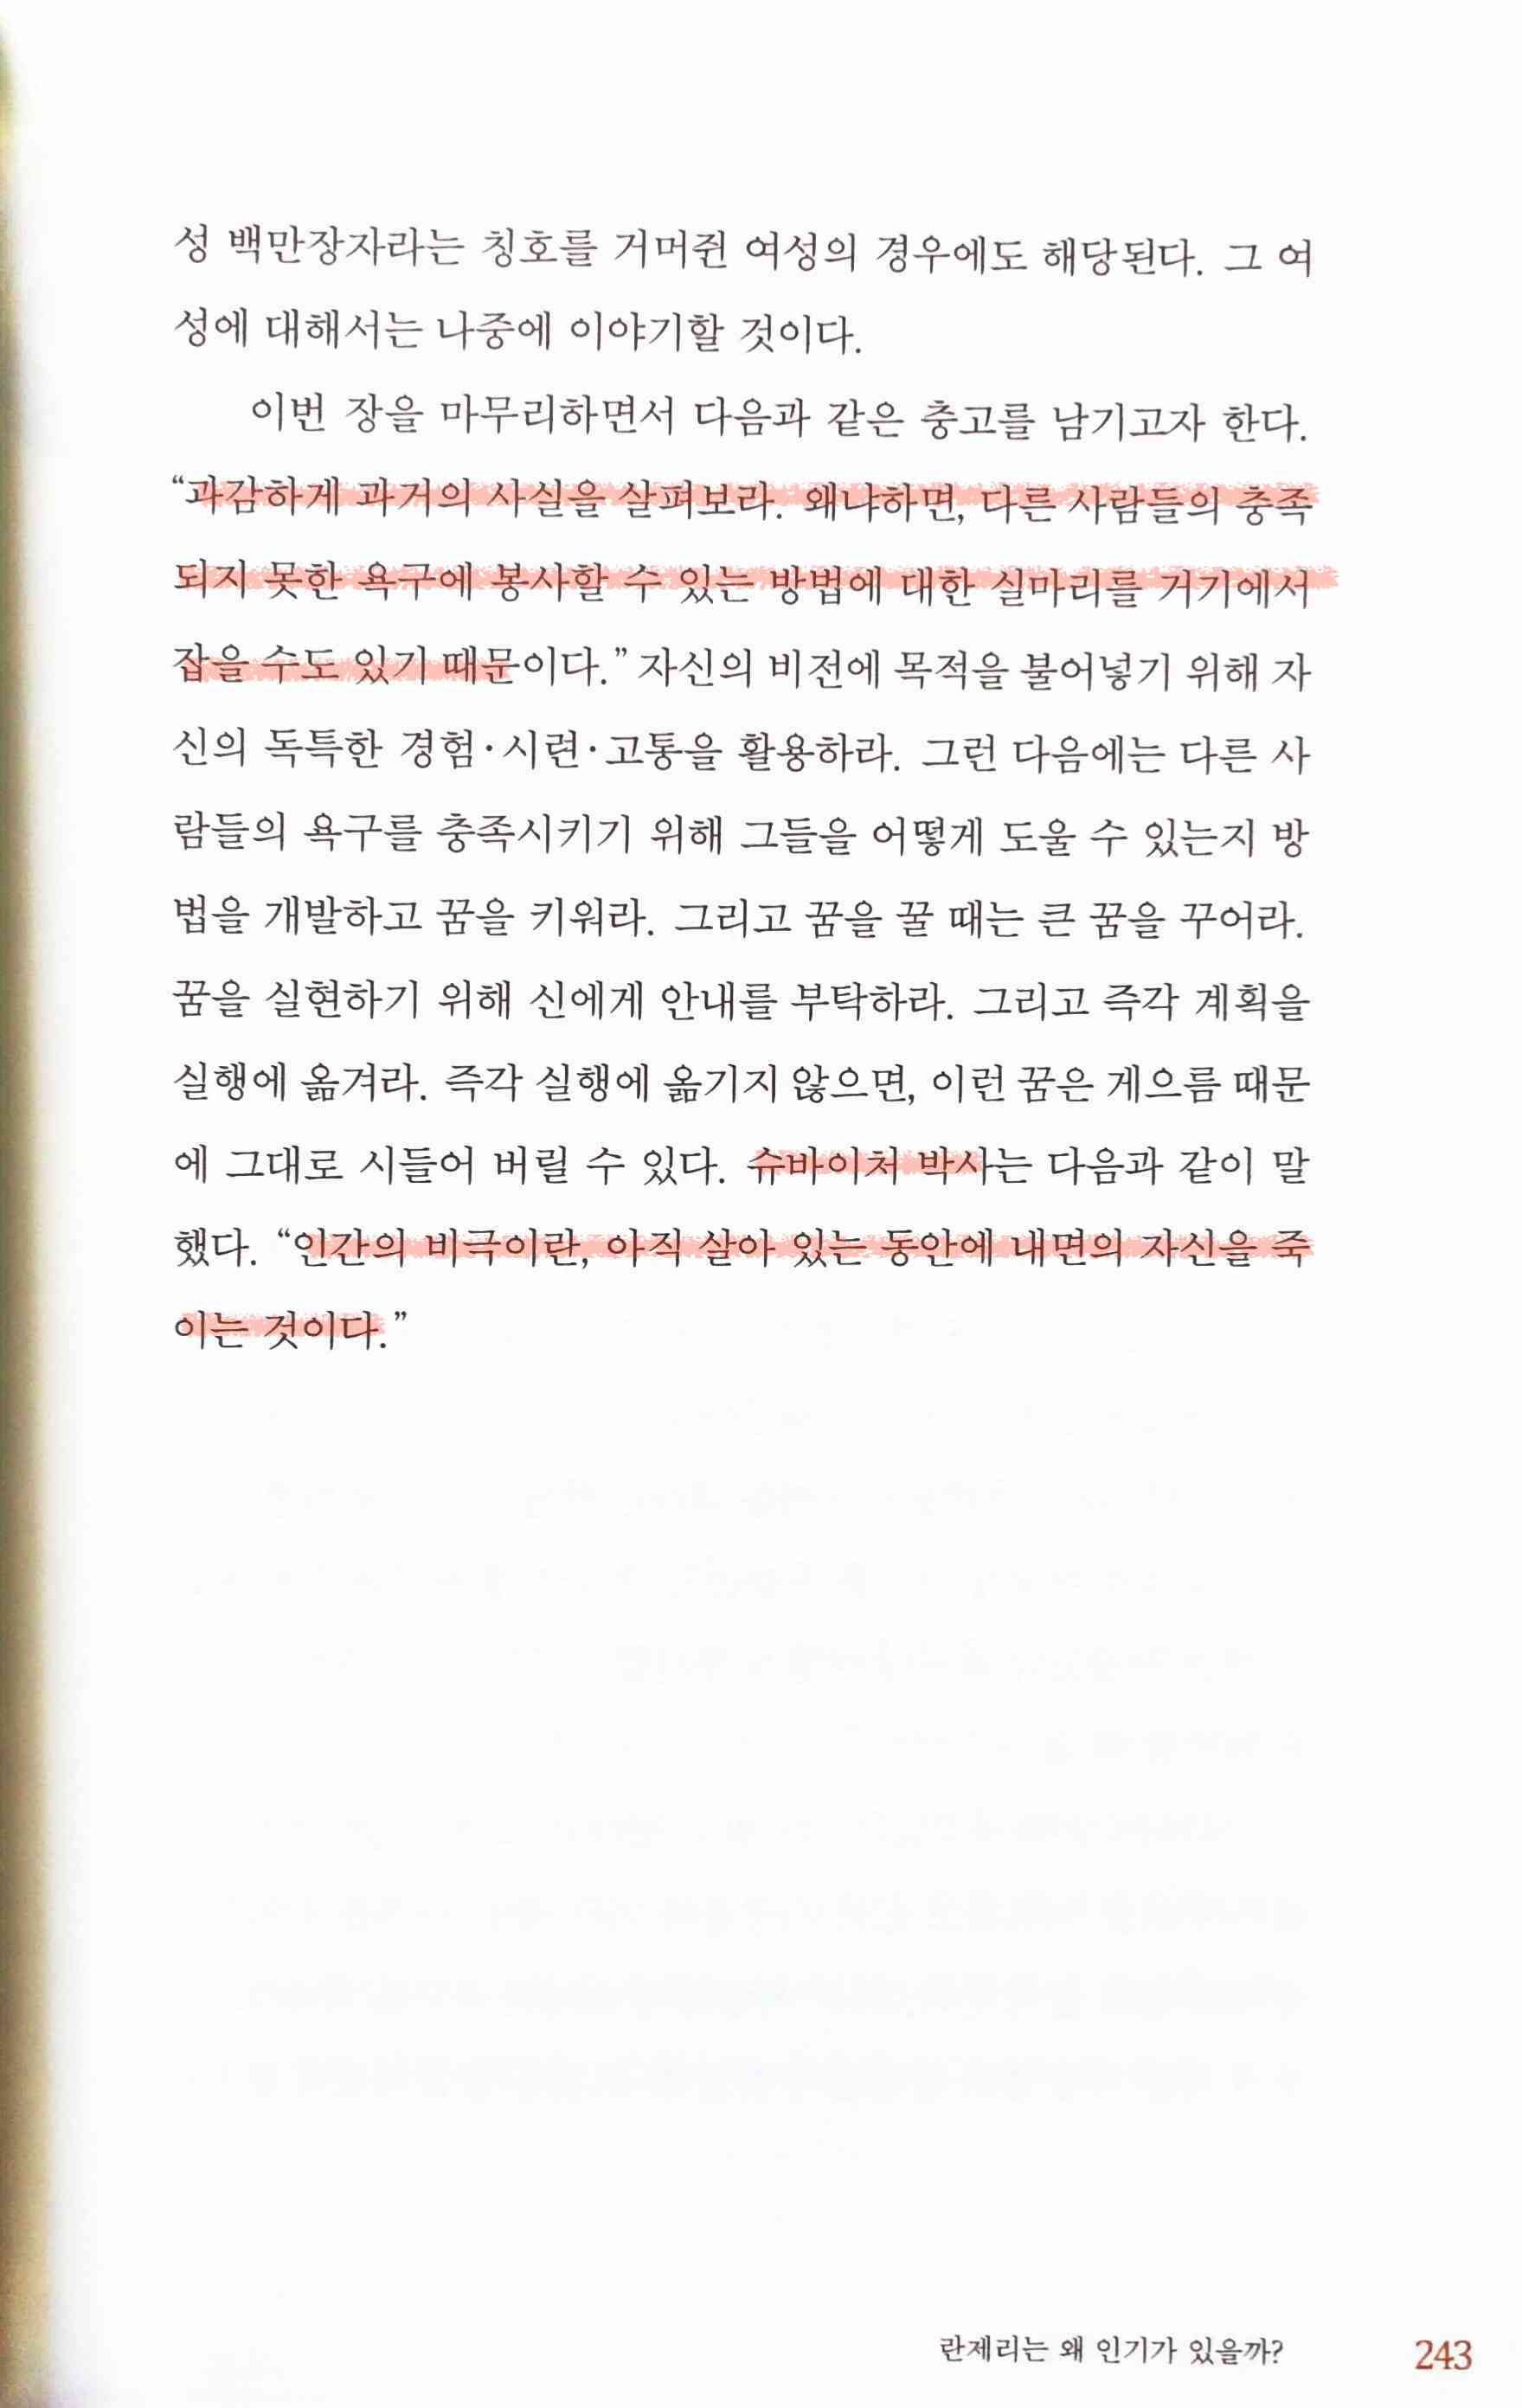 성 백만장자라는 칭호를 거머쥔 여성의 경우에도 해당된다. 그 여
성에 대해서는 나중에 이야기할 것이다.
이번 장을 마무리하면서 다음과 같은 충고를 남기고자 한다.
“과감하게 과거의 사실을 살펴보라. 왜냐하면, 다른 사람들의 충족
되지 못한 욕구에 봉사할 수 있는 방법에 대한 실마리를 거기에서
잡을 수도 있기 때문이다.” 자신의 비전에 목적을 불어넣기 위해 자
신의 독특한 경험·시련·고통을 활용하라. 그런 다음에는 다른 사
람들의 욕구를 충족시키기 위해 그들을 어떻게 도울 수 있는지 방
법을 개발하고 꿈을 키워라. 그리고 꿈을 꿀 때는 큰 꿈을 꾸어라.
꿈을 실현하기 위해 신에게 안내를 부탁하라. 그리고 즉각 계획을
실행에 옮겨라. 즉각 실행에 옮기지 않으면, 이런 꿈은 게으름 때문
에 그대로 시들어 버릴 수 있다. 슈바이처 박사는 다음과 같이 말
했다. “인간의 비극이란, 아직 살아 있는 동안에 내면의 자신을 죽
이는 것이다.”
란제리는 왜 인기가 있을까? 243